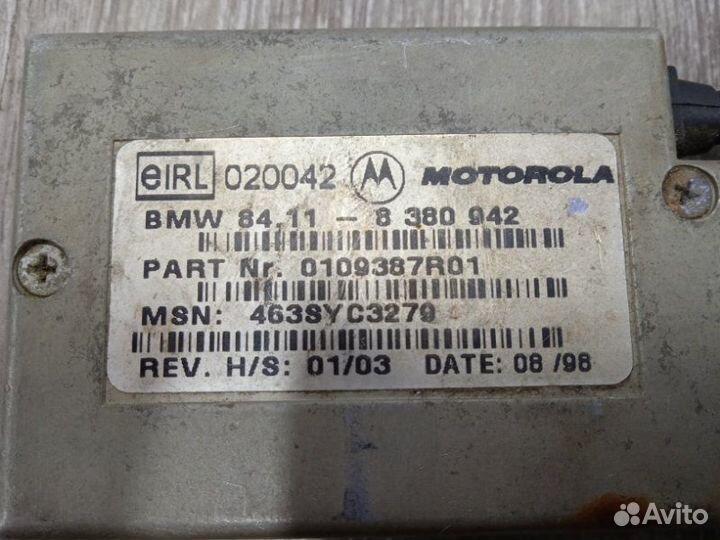 eIRL 020042 MOTOROLA
BMW 84.11 - 8 380 942
PART Nr. 0109387R01
MSN: 463SYC3279
REV. H/S: 01/03 DATE: 08 /98
Avito